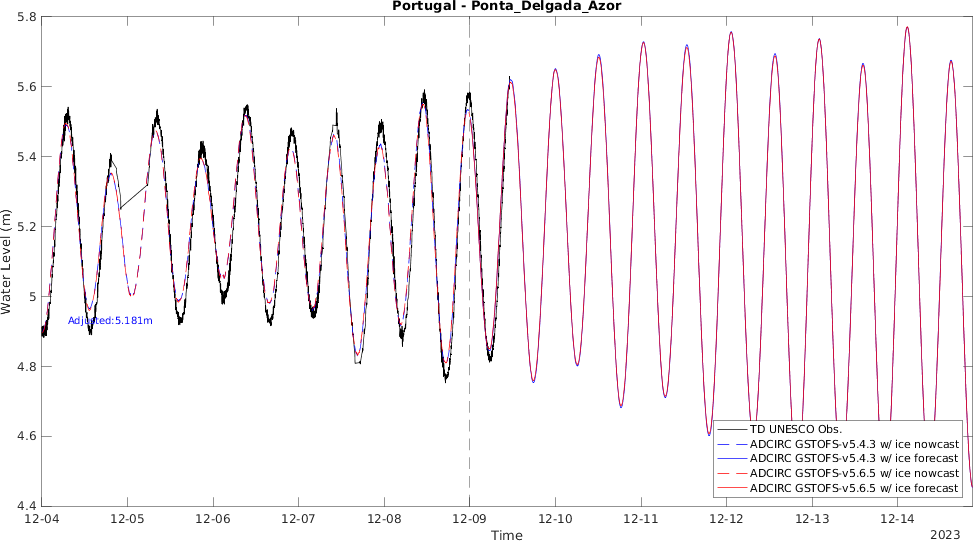 Portugal - Ponta_Delgada_Azor
5.8
5.6
5.4
5.2
5
4.8
4.6
4.4
Water Level (m)
Adjusted:5.181m
TD UNESCO Obs.
ADCIRC GSTOFS-v5.4.3 w/ ice nowcast
ADCIRC GSTOFS-v5.4.3 w/ ice forecast
ADCIRC GSTOFS-v5.6.5 w/ ice nowcast
ADCIRC GSTOFS-v5.6.5 w/ ice forecast
12-04 12-05 12-06 12-07 12-08 12-09 12-10 12-11 12-12 12-13 12-14
Time
2023